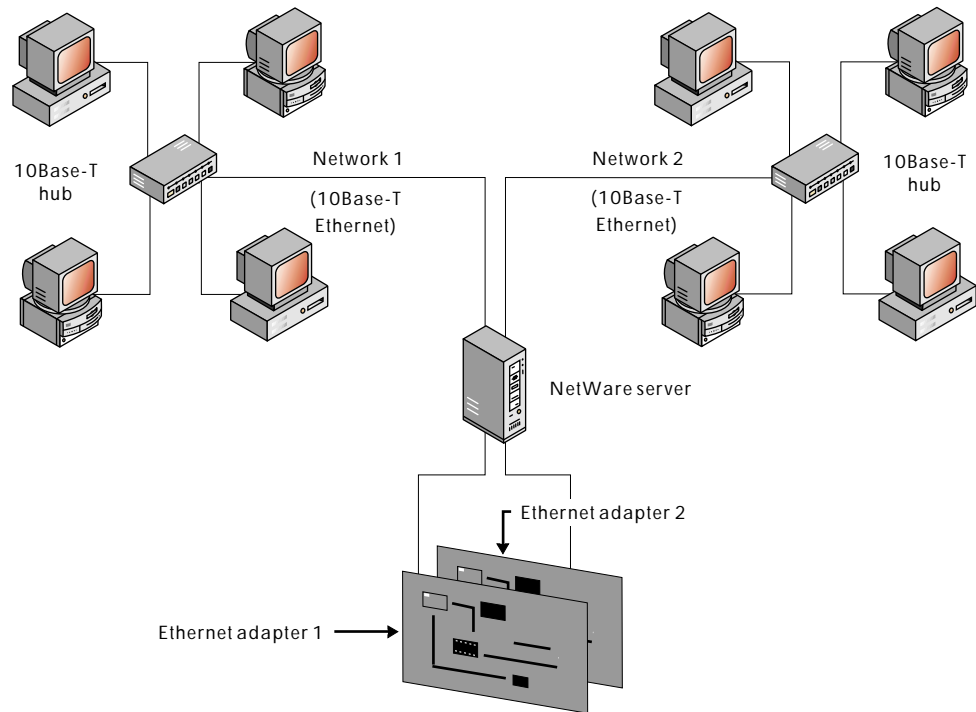 10Base-T
hub
Network 1
(10Base-T
Ethernet)
Network 2
(10Base-T
Ethernet)
10Base-T
hub
NetWare server
Ethernet adapter 2
Ethernet adapter 1